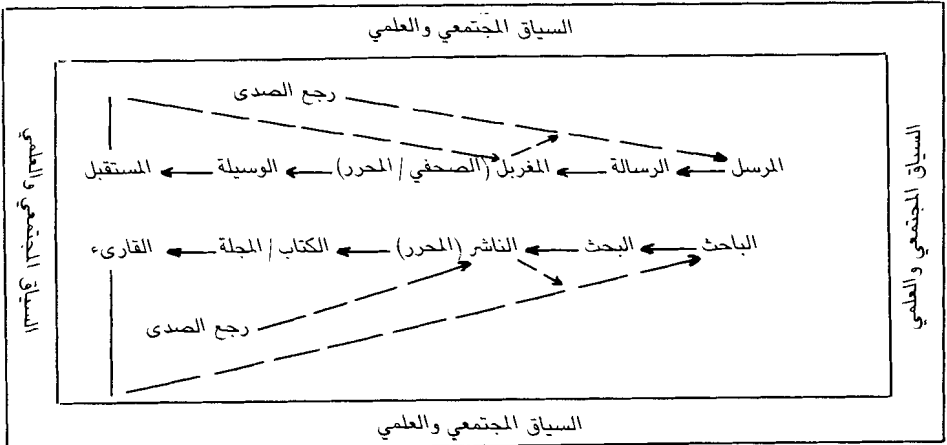 السياق المجتمعي والعلمي
رجع الصدى
المرسل الرسالة المغربل (الصحفي / المحرر) الوسيلة المستقبل
السياق المجتمعي والعلمي
السياق المجتمعي والعلمي
الباحث البحث الناشر (المحرر) الكتاب / المجلة القارىء
رجع الصدى
السياق المجتمعي والعلمي